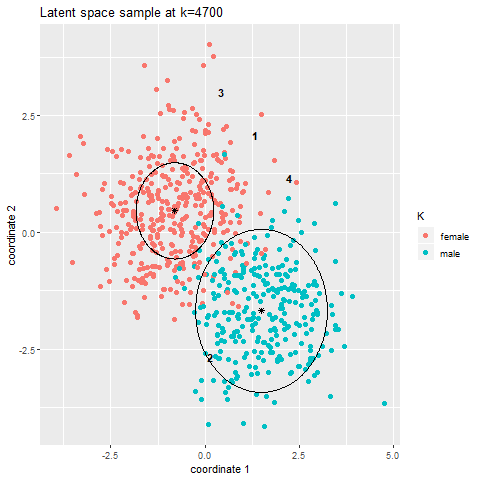 Latent space sample at k=4700
3
1
4
2
*
*
2.5
0.0
-2.5
-2.5
0.0
2.5
5.0
coordinate 1
coordinate 2
K
female
male